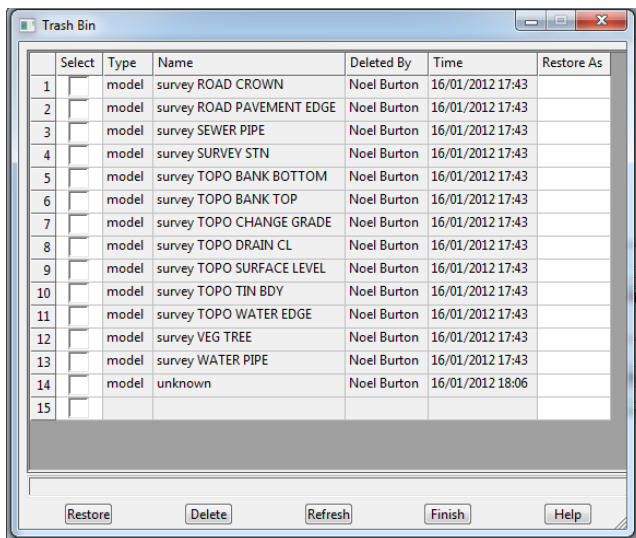 Trash Bin
Select Type Name Deleted By Time Restore As
1 model survey ROAD CROWN Noel Burton 16/01/2012 17:43
2 model survey ROAD PAVEMENT EDGE Noel Burton 16/01/2012 17:43
3 model survey SEWER PIPE Noel Burton 16/01/2012 17:43
4 model survey SURVEY STN Noel Burton 16/01/2012 17:43
5 model survey TOPO BANK BOTTOM Noel Burton 16/01/2012 17:43
6 model survey TOPO BANK TOP Noel Burton 16/01/2012 17:43
7 model survey TOPO CHANGE GRADE Noel Burton 16/01/2012 17:43
8 model survey TOPO DRAIN CL Noel Burton 16/01/2012 17:43
9 model survey TOPO SURFACE LEVEL Noel Burton 16/01/2012 17:43
10 model survey TOPO TIN BDY Noel Burton 16/01/2012 17:43
11 model survey TOPO WATER EDGE Noel Burton 16/01/2012 17:43
12 model survey VEG TREE Noel Burton 16/01/2012 17:43
13 model survey WATER PIPE Noel Burton 16/01/2012 17:43
14 model unknown Noel Burton 16/01/2012 18:06
15
Restore Delete Refresh Finish Help